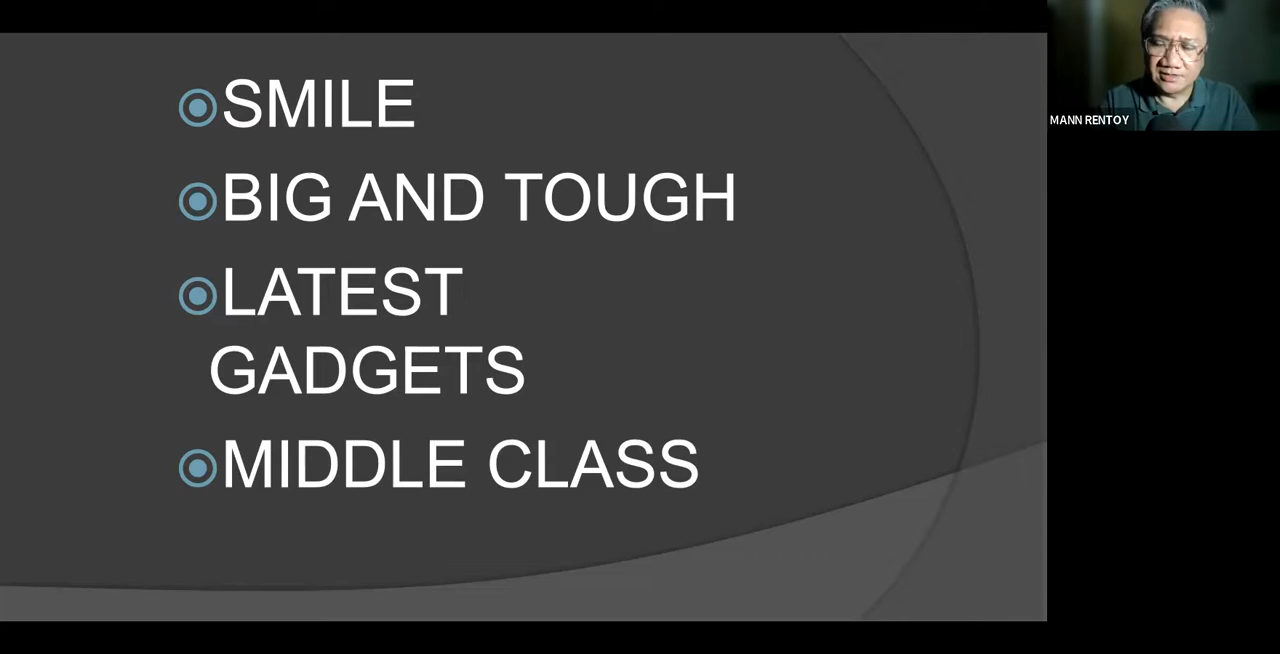 SMILE
BIG AND TOUGH
LATEST
GADGETS
MIDDLE CLASS
MANN RENTOY